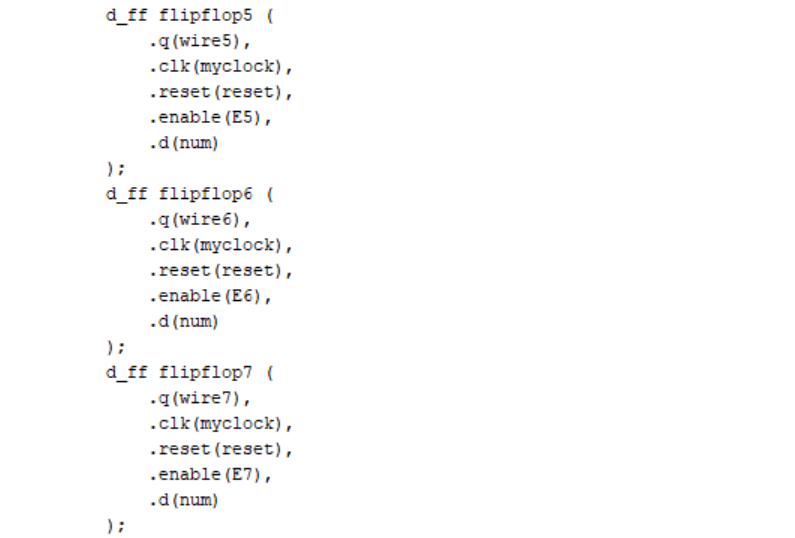 d_ff flipflop5 (
.q(wire5),
.clk(myclock),
.reset(reset),
.enable(E5),
.d(num)
);
d_ff flipflop6 (
.q(wire6),
.clk(myclock),
.reset(reset),
.enable(E6),
.d(num)
);
d_ff flipflop7 (
.q(wire7),
.clk(myclock),
.reset(reset),
.enable(E7),
.d(num)
);